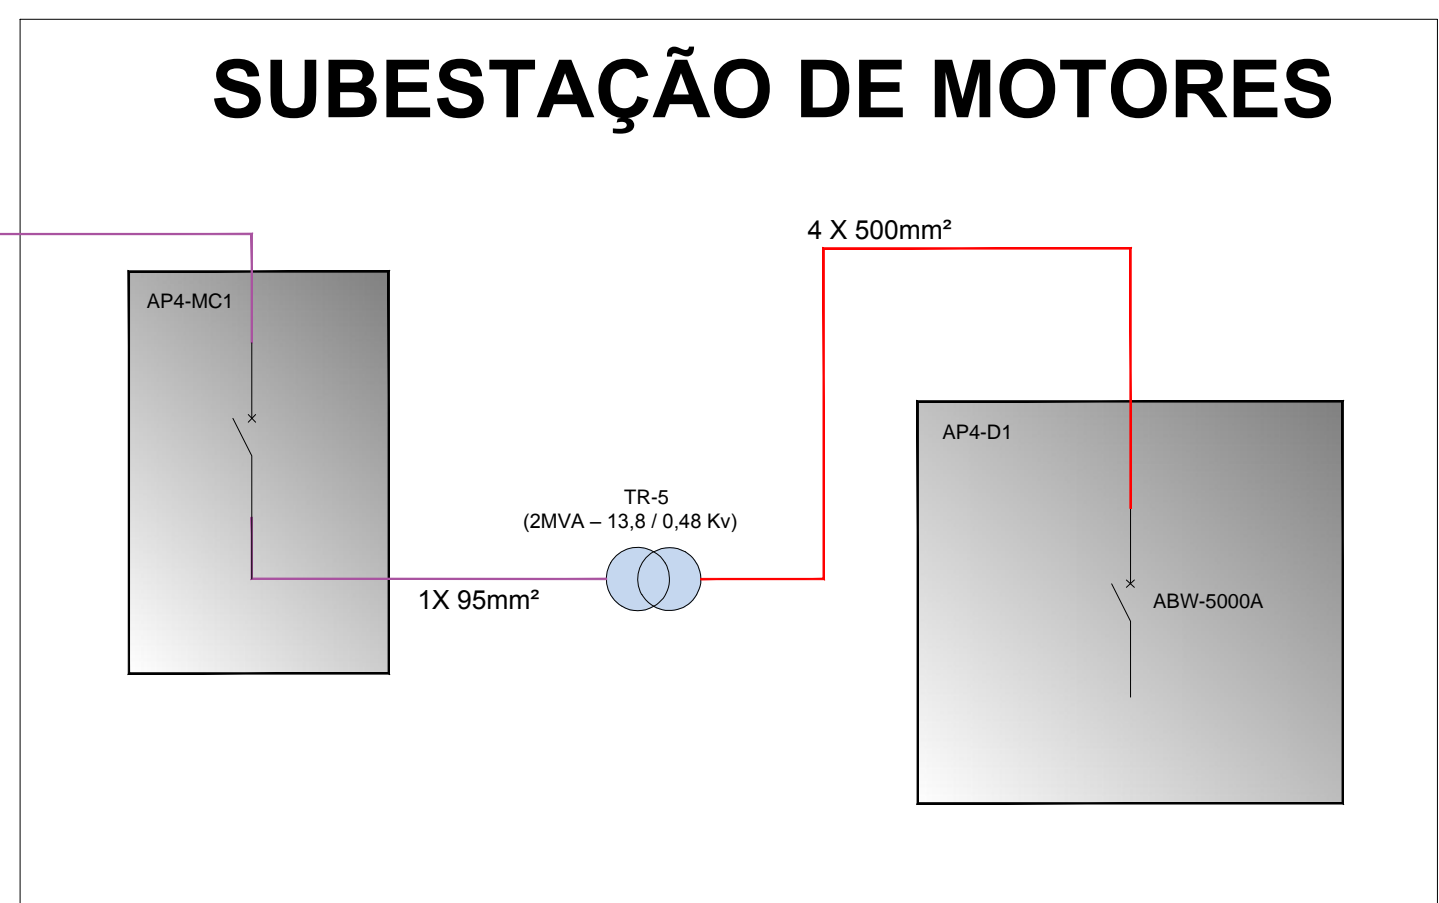 SUBESTAÇÃO DE MOTORES
4 X 500mm²
AP4-MC1
AP4-D1
TR-5
(2MVA – 13,8 / 0,48 Kv)
1X 95mm²
ABW-5000A